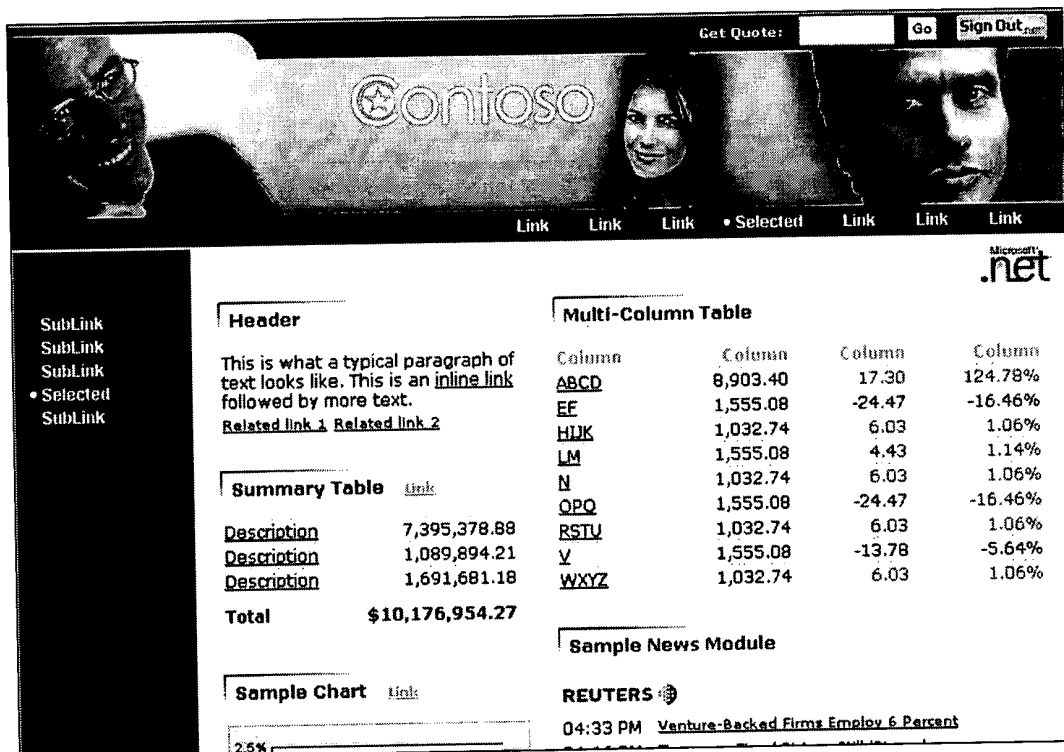 Get Quote: Go Sign Out.net
Contoso
Link Link Link • Selected Link Link Link
Microsoft
.net
SubLink
SubLink
SubLink
• Selected
SubLink
Header
This is what a typical paragraph of
text looks like. This is an inline link
followed by more text.
Related link 1 Related link 2
Summary Table Link
Description 7,395,378.88
Description 1,089,894.21
Description 1,691,681.18
Total $10,176,954.27
Sample Chart Link
2.5%
Multi-Column Table
Column Column Column Column
ABCD 8,903.40 17.30 124.78%
EF 1,555.08 -24.47 -16.46%
HIJK 1,032.74 6.03 1.06%
LM 1,555.08 4.43 1.14%
N 1,032.74 6.03 1.06%
OPQ 1,555.08 -24.47 -16.46%
RSTU 1,032.74 6.03 1.06%
V 1,555.08 -13.78 -5.64%
WXYZ 1,032.74 6.03 1.06%
Sample News Module
REUTERS
04:33 PM Venture-Backed Firms Employ 6 Percent